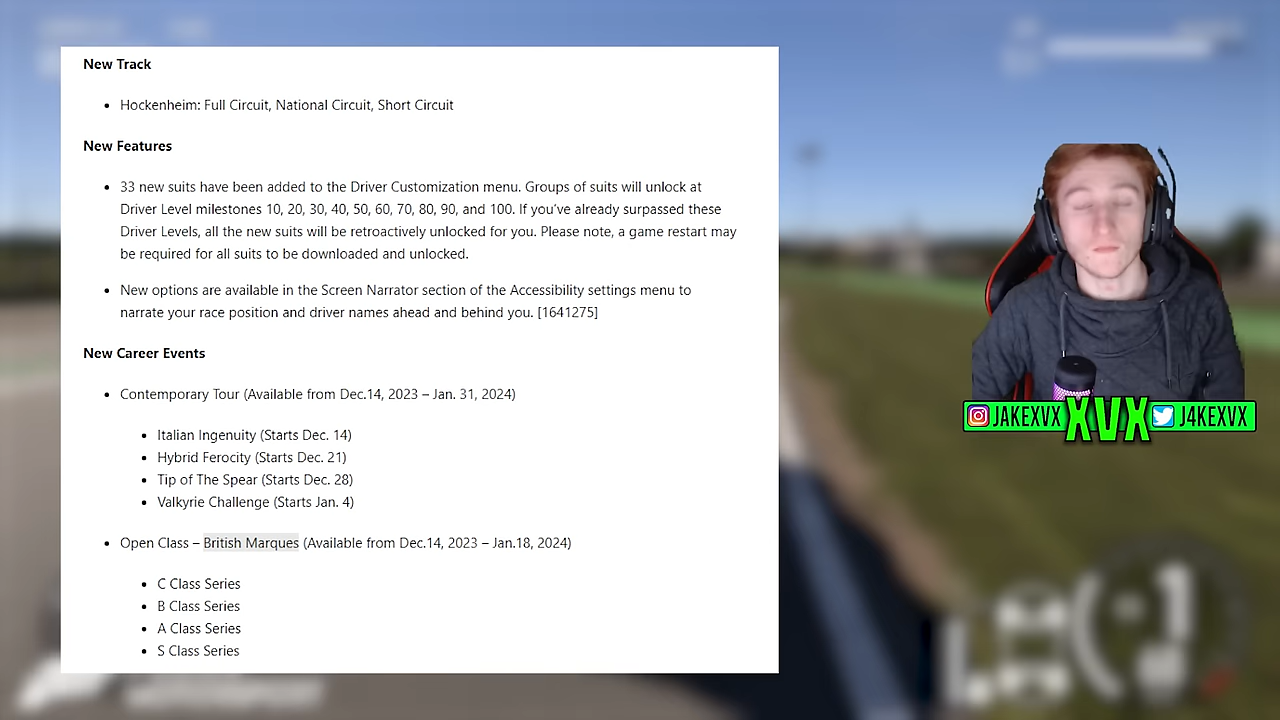 New Track
• Hockenheim: Full Circuit, National Circuit, Short Circuit
New Features
• 33 new suits have been added to the Driver Customization menu. Groups of suits will unlock at
Driver Level milestones 10, 20, 30, 40, 50, 60, 70, 80, 90, and 100. If you've already surpassed these
Driver Levels, all the new suits will be retroactively unlocked for you. Please note, a game restart may
be required for all suits to be downloaded and unlocked.
• New options are available in the Screen Narrator section of the Accessibility settings menu to
narrate your race position and driver names ahead and behind you. [1641275]
New Career Events
• Contemporary Tour (Available from Dec.14, 2023 – Jan. 31, 2024)
• Italian Ingenuity (Starts Dec. 14)
• Hybrid Ferocity (Starts Dec. 21)
• Tip of The Spear (Starts Dec. 28)
• Valkyrie Challenge (Starts Jan. 4)
• Open Class – British Marques (Available from Dec.14, 2023 – Jan.18, 2024)
• C Class Series
• B Class Series
• A Class Series
• S Class Series
JAKEXVX XVX J4KEXVX